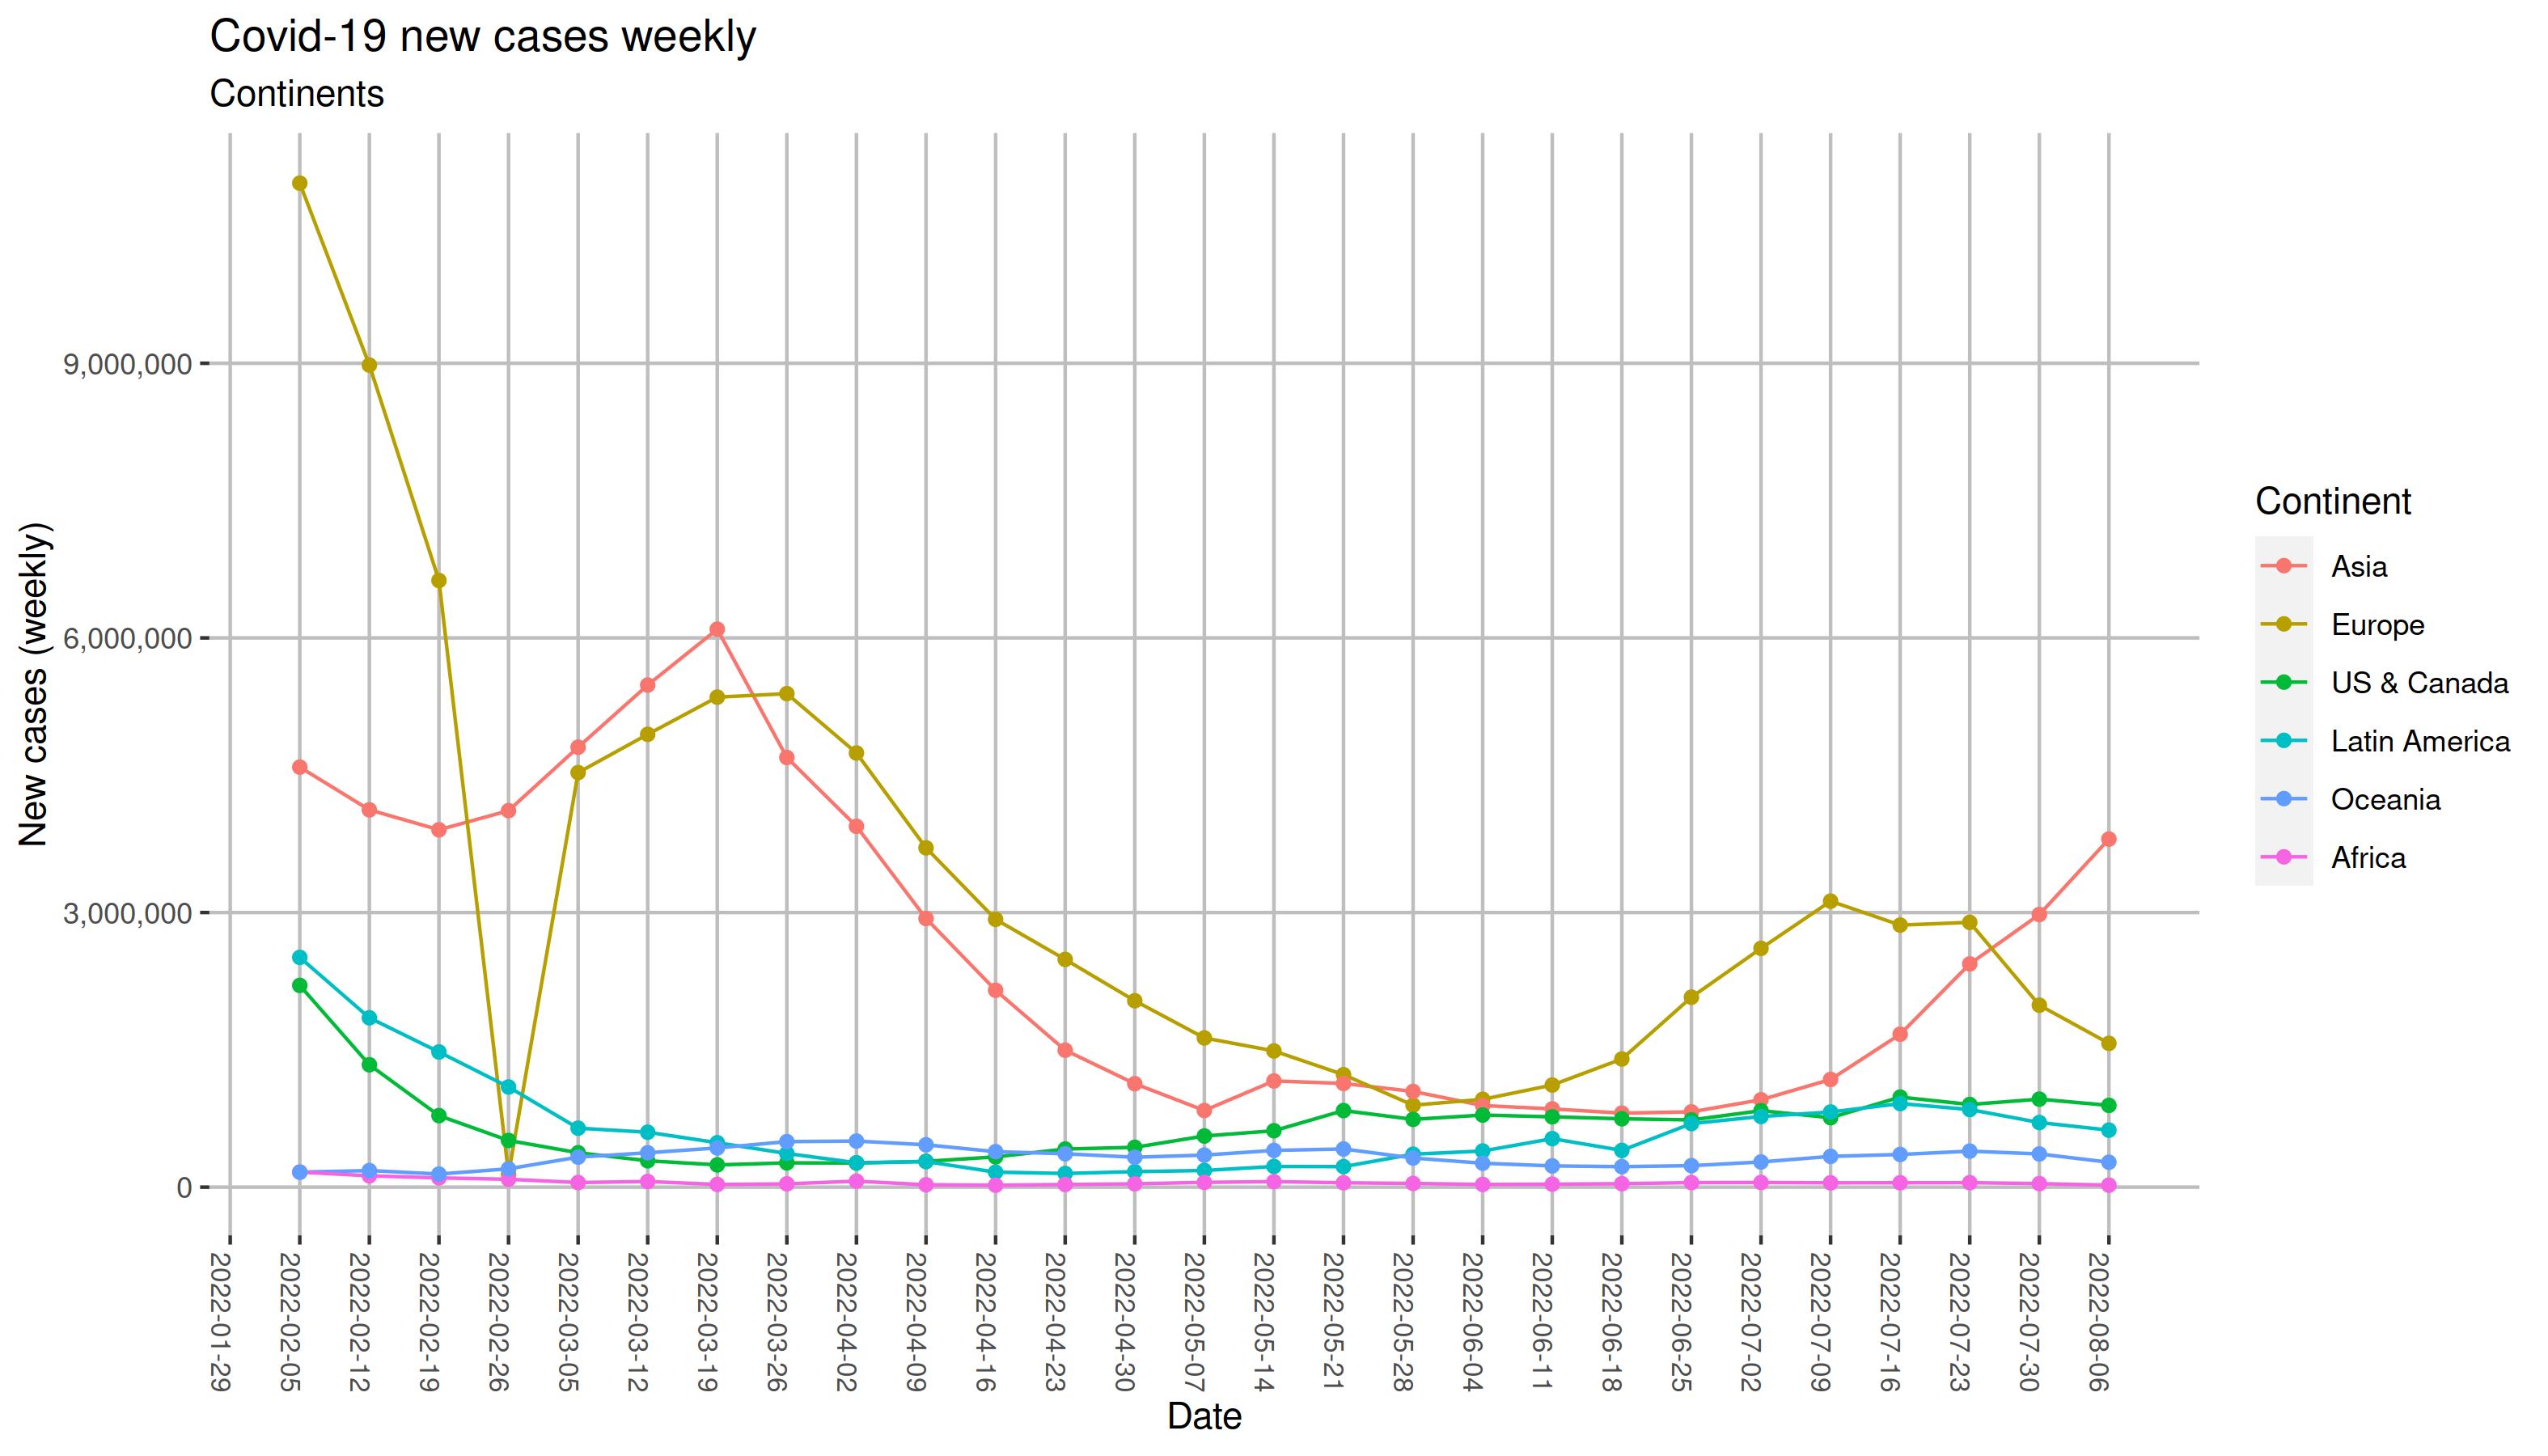 Covid-19 new cases weekly
Continents
New cases (weekly)
9,000,000
6,000,000
3,000,000
0
2022-01-29
2022-02-05
2022-02-12
2022-02-19
2022-02-26
2022-03-05
2022-03-12
2022-03-19
2022-03-26
2022-04-02
2022-04-09
2022-04-16
2022-04-23
2022-04-30
2022-05-07
2022-05-14
2022-05-21
2022-05-28
2022-06-04
2022-06-11
2022-06-18
2022-06-25
2022-07-02
2022-07-09
2022-07-16
2022-07-23
2022-07-30
2022-08-06
Date
Continent
Asia
Europe
US & Canada
Latin America
Oceania
Africa